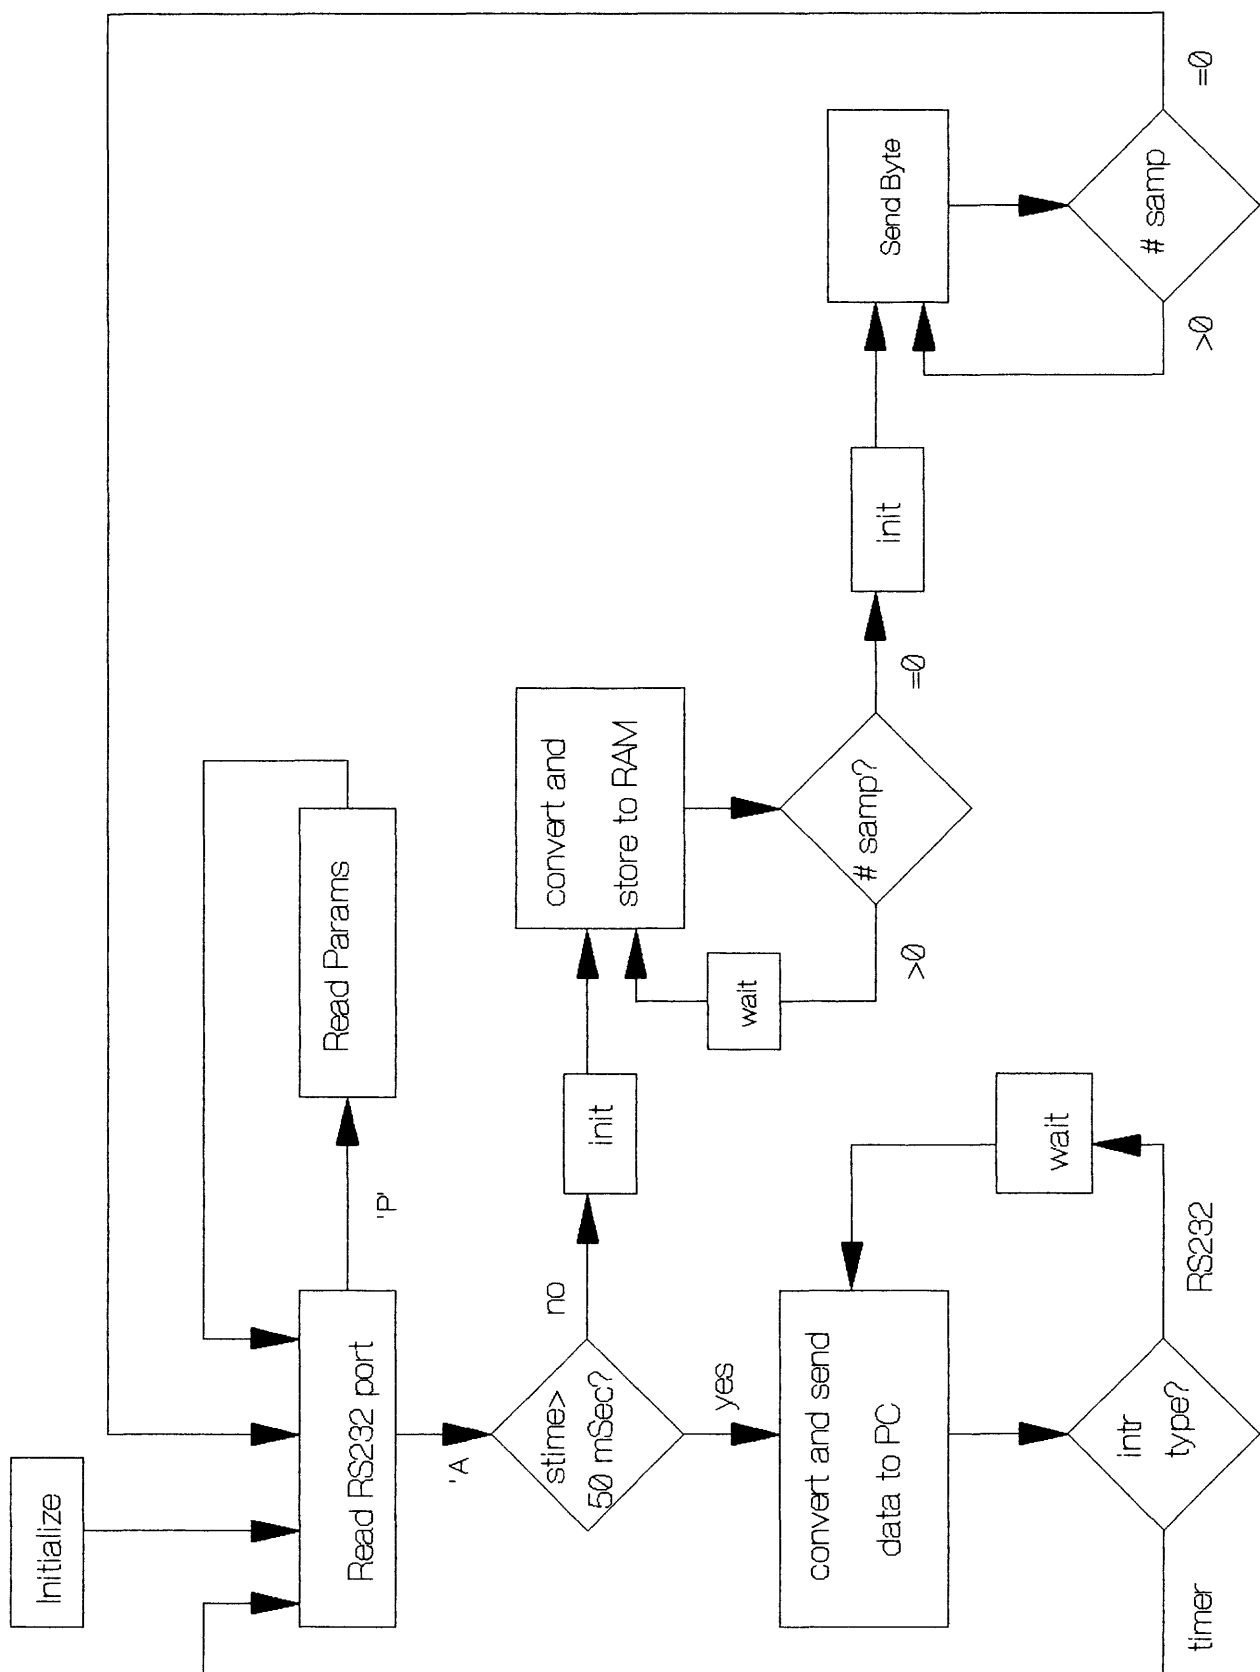 Initialize
Read RS232 port
'P'
Read Params
'A
stime>
50 mSec?
no
init
convert and
store to RAM
# samp?
>0
wait
=0
init
Send Byte
# samp
>0
=0
yes
convert and send
data to PC
intr
type?
RS232
wait
timer